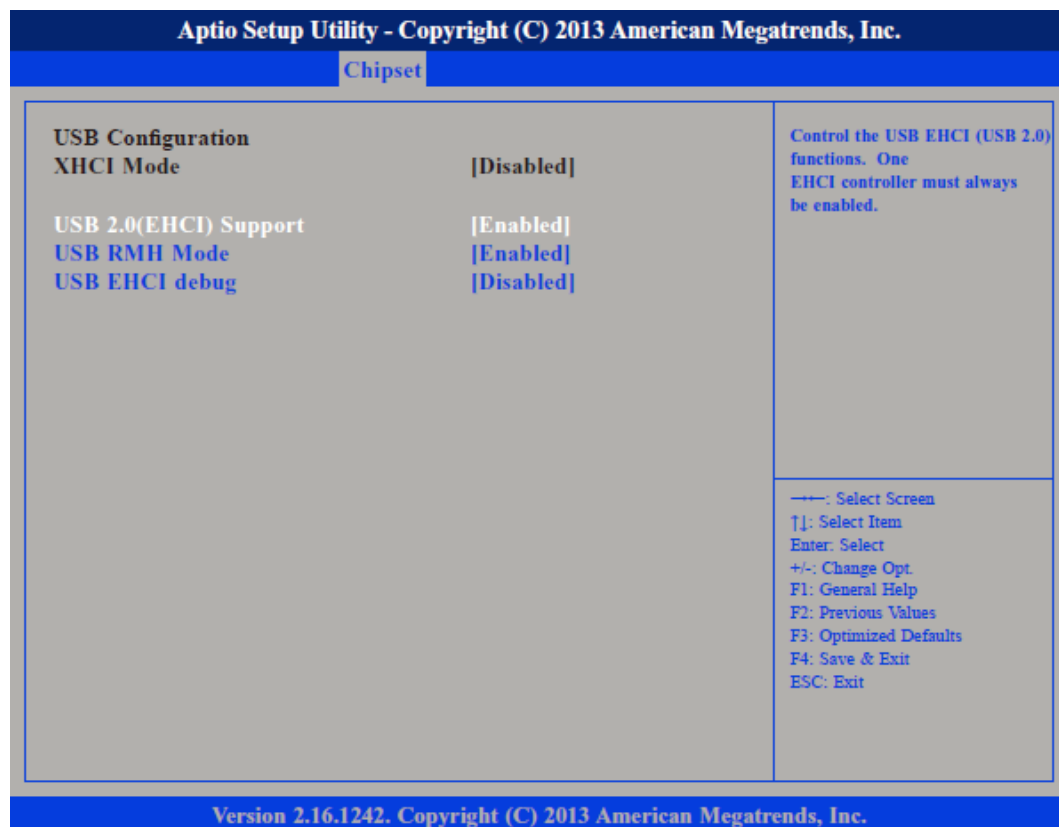 Aptio Setup Utility - Copyright (C) 2013 American Megatrends, Inc.
Chipset
USB Configuration
XHCI Mode [Disabled]
USB 2.0(EHCI) Support [Enabled]
USB RMH Mode [Enabled]
USB EHCI debug [Disabled]
Control the USB EHCI (USB 2.0)
functions. One
EHCI controller must always
be enabled.
→←: Select Screen
↑↓: Select Item
Enter: Select
+/-: Change Opt.
F1: General Help
F2: Previous Values
F3: Optimized Defaults
F4: Save & Exit
ESC: Exit
Version 2.16.1242. Copyright (C) 2013 American Megatrends, Inc.